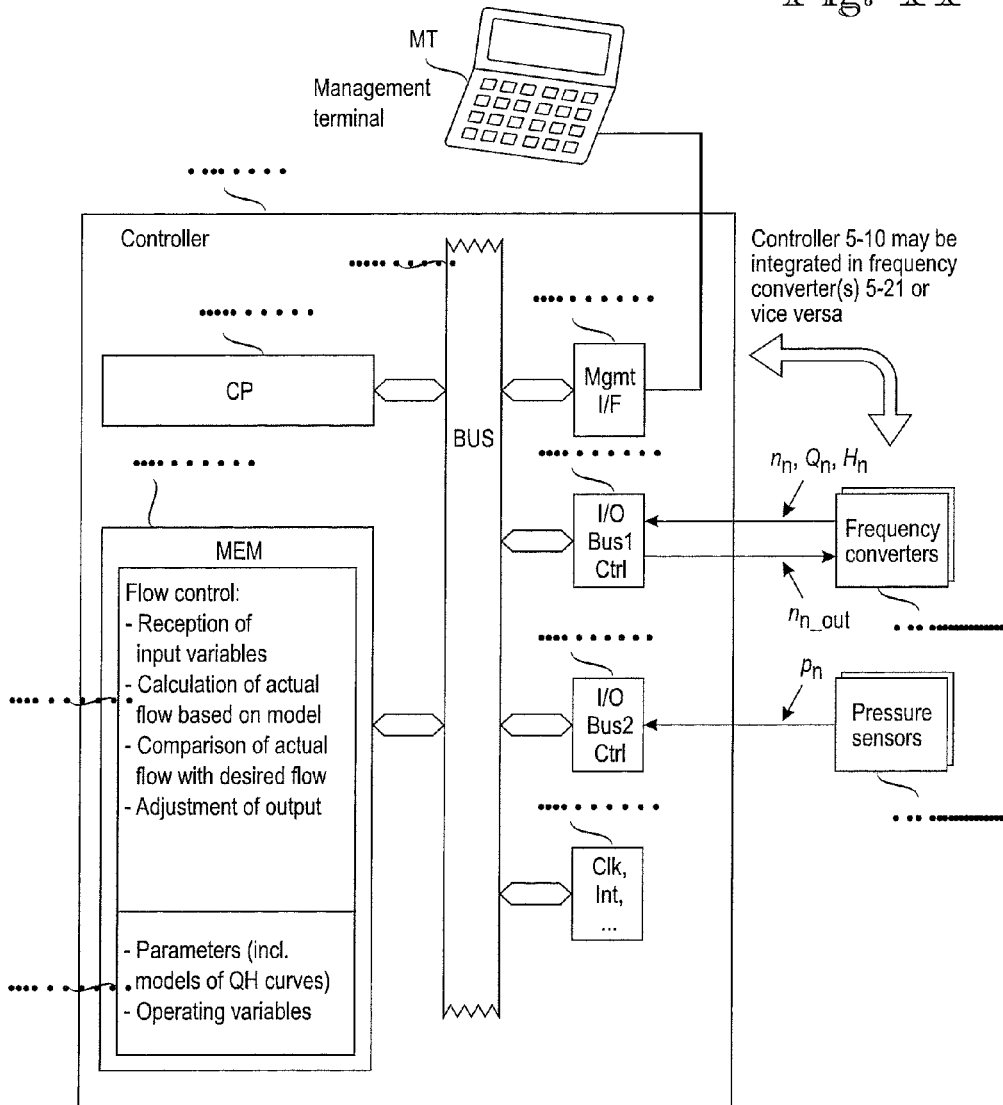 MT
Management
terminal
Controller
Controller 5-10 may be
integrated in frequency
converter(s) 5-21 or
vice versa
CP
BUS
Mgmt
I/F
nn, Qn, Hn
I/O
Bus1
Ctrl
Frequency
converters
nn_out
MEM
Flow control:
- Reception of
input variables
- Calculation of actual
flow based on model
- Comparison of actual
flow with desired flow
- Adjustment of output
I/O
Bus2
Ctrl
pn
Pressure
sensors
Clk,
Int,
...
- Parameters (incl.
models of QH curves)
- Operating variables